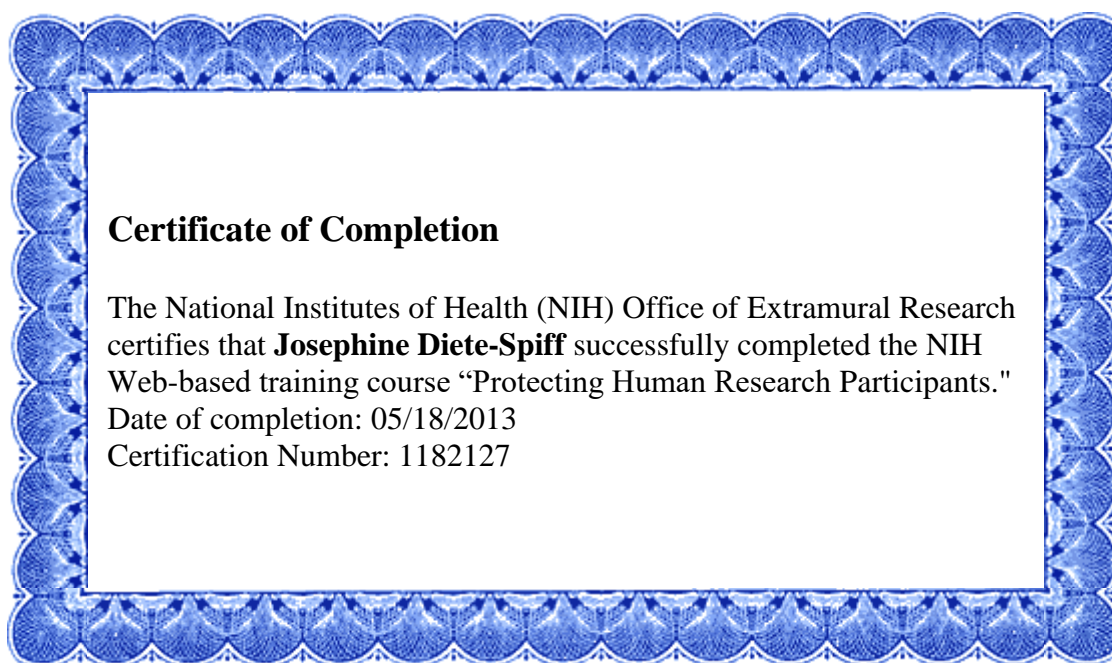 Certificate of Completion
The National Institutes of Health (NIH) Office of Extramural Research
certifies that Josephine Diete-Spiff successfully completed the NIH
Web-based training course “Protecting Human Research Participants."
Date of completion: 05/18/2013
Certification Number: 1182127